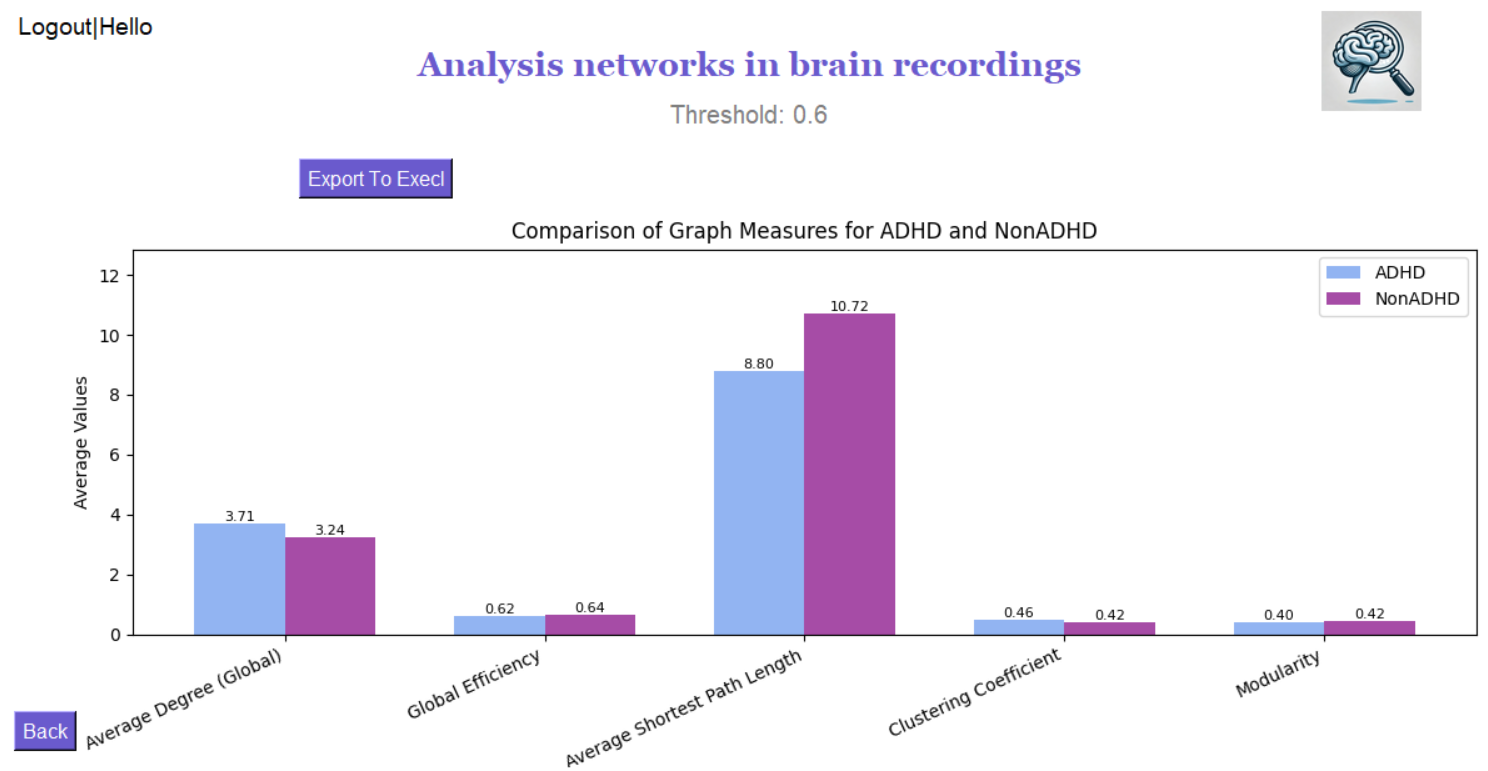 Logout|Hello
Analysis networks in brain recordings
Threshold: 0.6
Export To Execl
Comparison of Graph Measures for ADHD and NonADHD
ADHD
NonADHD
Average Values
12
10
8
6
4
2
0
3.71
3.24
0.62
0.64
8.80
10.72
0.46
0.42
0.40
0.42
Average Degree (Global)
Global Efficiency
Average Shortest Path Length
Clustering Coefficient
Modularity
Back